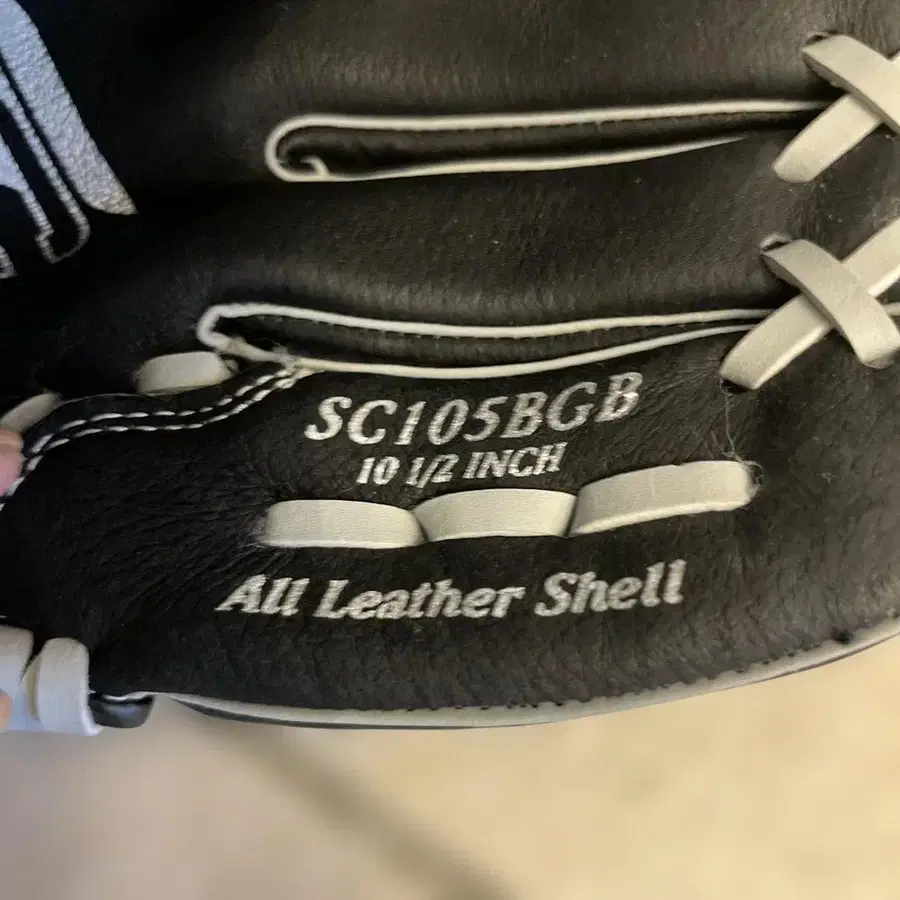 SC105BGB
10 1/2 INCH
All Leather Shell